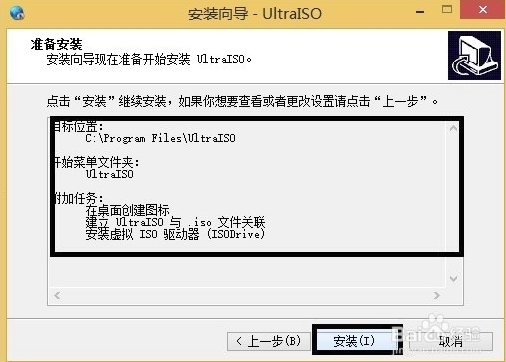 安装向导 - UltraISO
准备安装
安装向导现在准备开始安装 UltraISO。
点击“安装”继续安装，如果你想要查看或者更改设置请点击“上一步”。
目标位置:
C:\Program Files\UltraISO
开始菜单文件夹:
UltraISO
附加任务:
在桌面创建图标
建立 UltraISO 与 .iso 文件关联
安装虚拟 ISO 驱动器 (ISODrive)
< 上一步(B)
安装(I)
取消
Baidu 经验